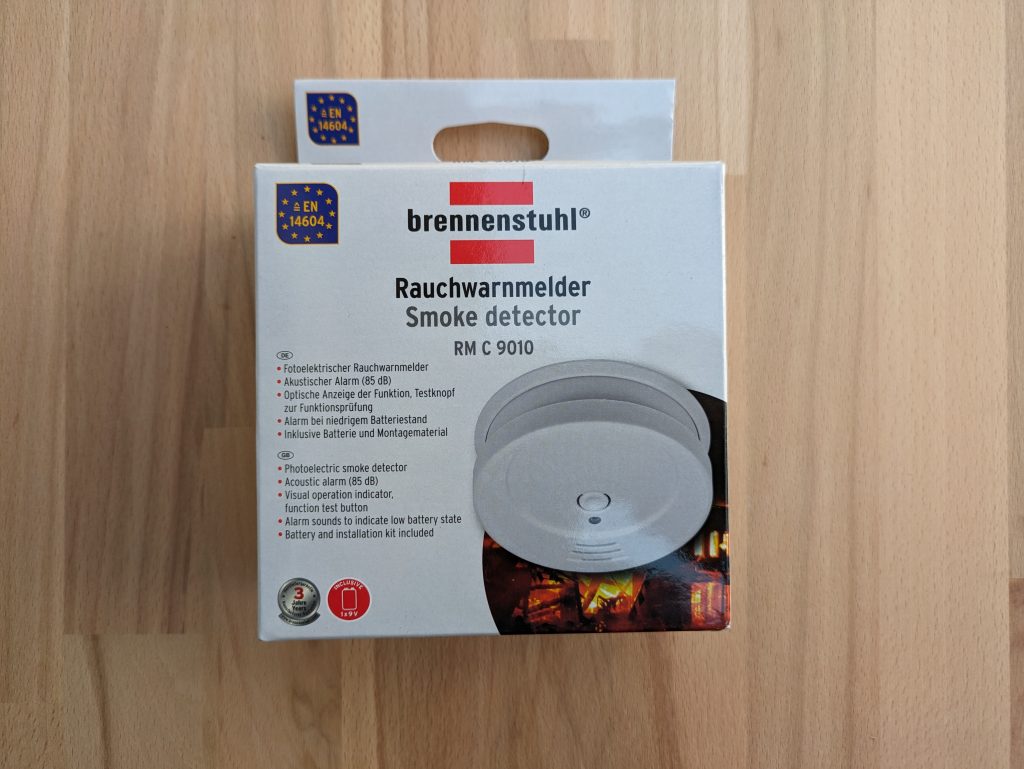 ≙ EN
14604
≙ EN
14604
brennenstuhl®
Rauchwarnmelder
Smoke detector
RM C 9010
DE
• Fotoelektrischer Rauchwarnmelder
• Akustischer Alarm (85 dB)
• Optische Anzeige der Funktion, Testknopf
zur Funktionsprüfung
• Alarm bei niedrigem Batteriestand
• Inklusive Batterie und Montagematerial
GB
• Photoelectric smoke detector
• Acoustic alarm (85 dB)
• Visual operation indicator,
function test button
• Alarm sounds to indicate low battery state
• Battery and installation kit included
3
Jahre
Years
INCLUSIVE
1x9V